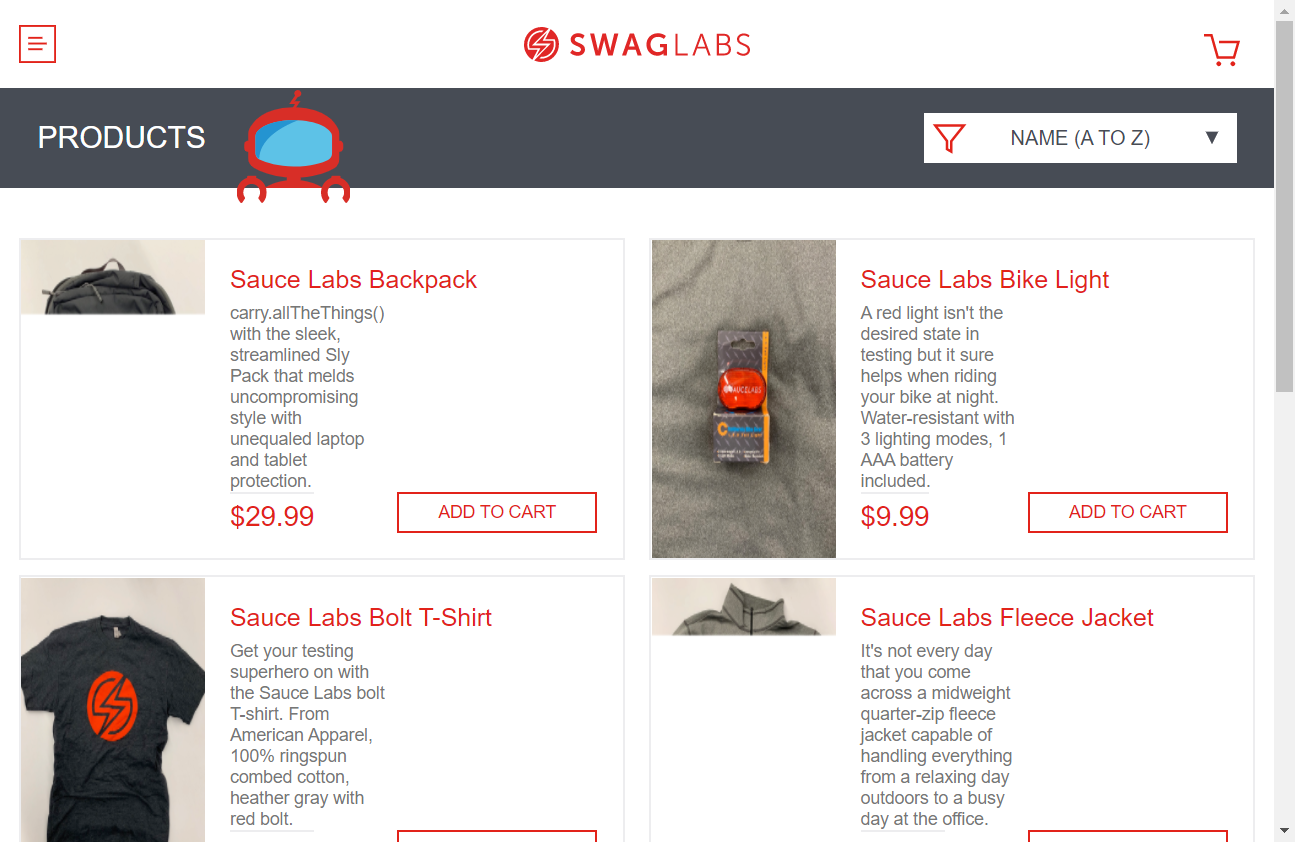 SWAGLABS
PRODUCTS
NAME (A TO Z)
Sauce Labs Backpack
carry.allTheThings()
with the sleek,
streamlined Sly
Pack that melds
uncompromising
style with
unequaled laptop
and tablet
protection.
$29.99
ADD TO CART
Sauce Labs Bike Light
A red light isn't the
desired state in
testing but it sure
helps when riding
your bike at night.
Water-resistant with
3 lighting modes, 1
AAA battery
included.
$9.99
ADD TO CART
SAUCELABS
Sauce Labs Bolt T-Shirt
Get your testing
superhero on with
the Sauce Labs bolt
T-shirt. From
American Apparel,
100% ringspun
combed cotton,
heather gray with
red bolt.
Sauce Labs Fleece Jacket
It's not every day
that you come
across a midweight
quarter-zip fleece
jacket capable of
handling everything
from a relaxing day
outdoors to a busy
day at the office.